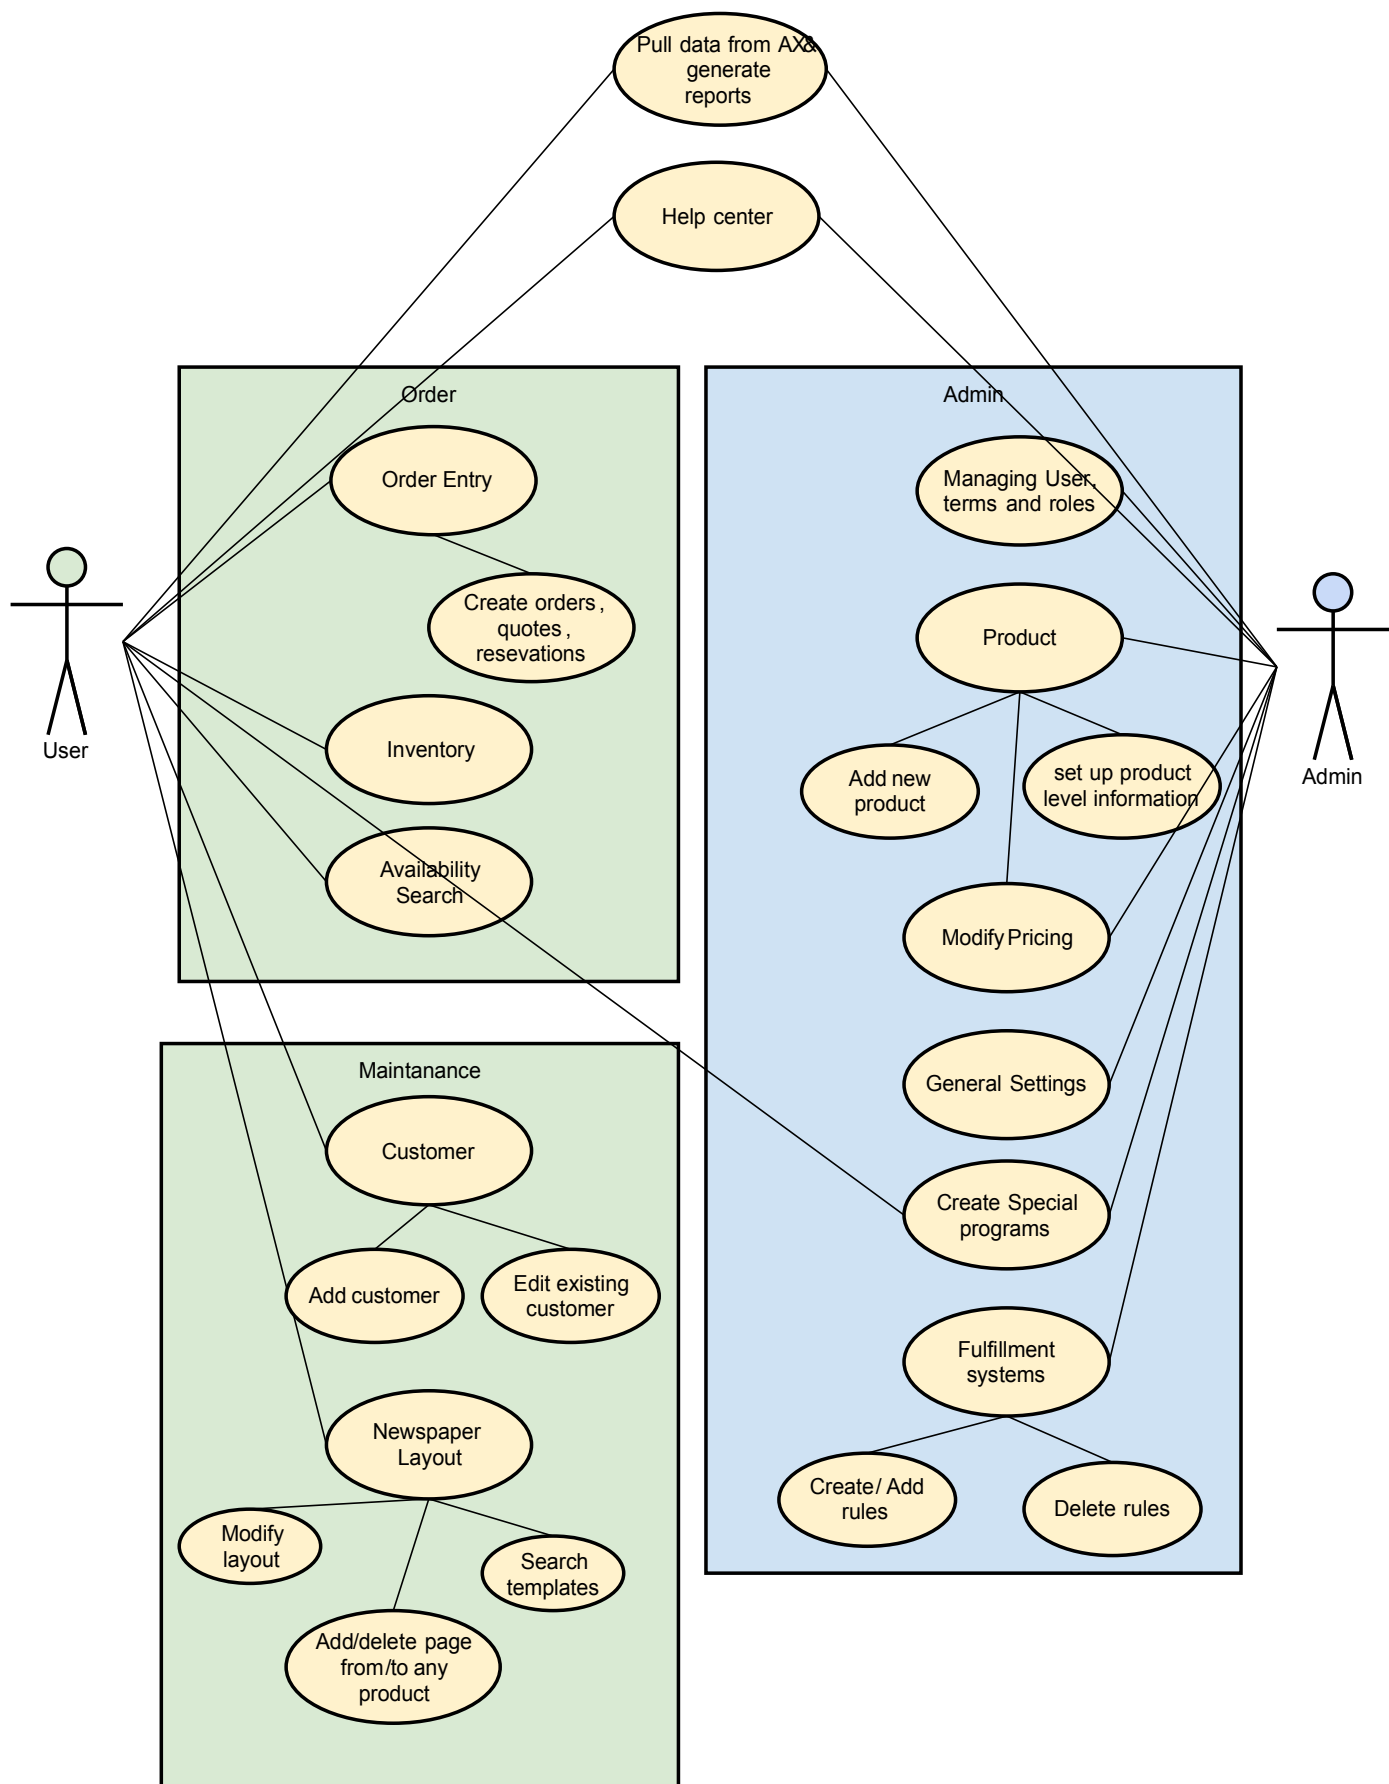 Pull data from AX&
generate
reports
Help center
Order
Order Entry
Create orders,
quotes,
resevations
Inventory
Availability
Search
User
Admin
Managing User,
terms and roles
Product
Add new
product
set up product
level information
Modify Pricing
General Settings
Create Special
programs
Fulfillment
systems
Create/ Add
rules
Delete rules
Admin
Maintanance
Customer
Add customer
Edit existing
customer
Newspaper
Layout
Modify
layout
Search
templates
Add/delete page
from/to any
product